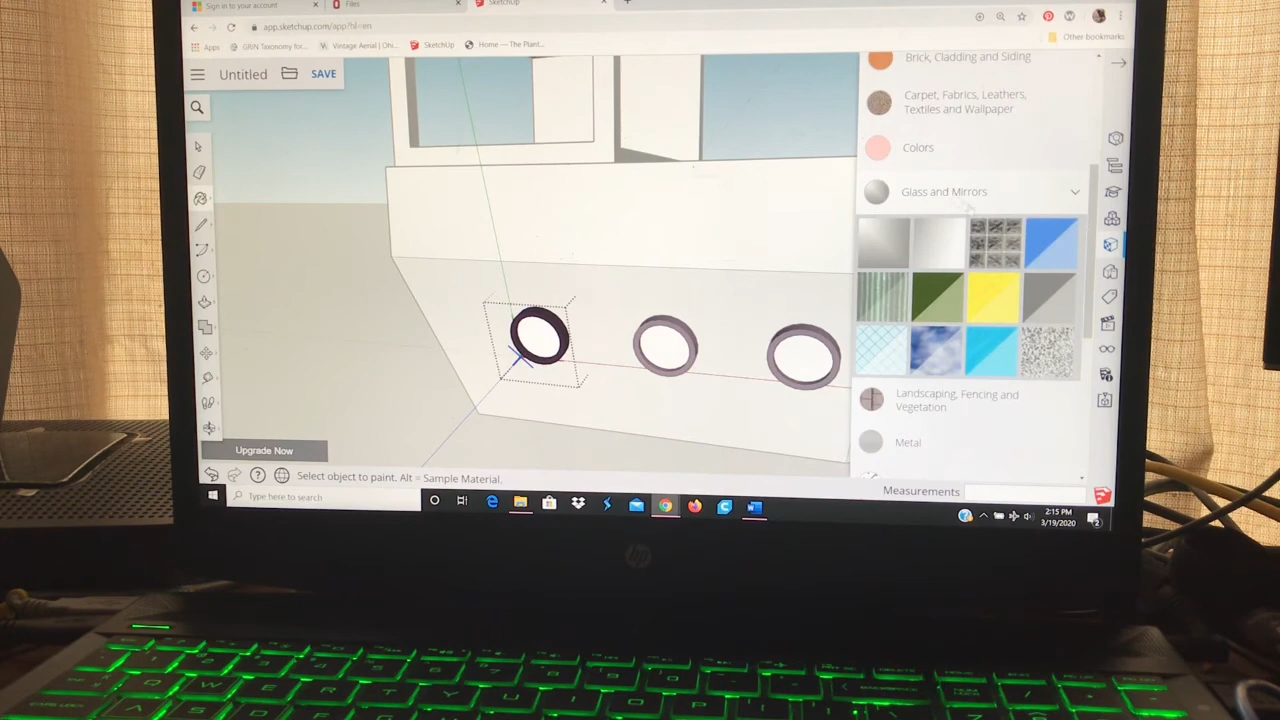 Sign in to your account
Files
SketchUp
app.sketchup.com/app?hl=en
Apps
GRIN Taxonomy for...
Vintage Aerial | Ohi...
SketchUp
Home — The Plant...
Other bookmarks
Untitled
SAVE
Brick, Cladding and Siding
Carpet, Fabrics, Leathers,
Textiles and Wallpaper
Colors
Glass and Mirrors
Landscaping, Fencing and
Vegetation
Metal
Upgrade Now
Select object to paint. Alt = Sample Material.
Measurements
Type here to search
2:15 PM
3/19/2020
hp